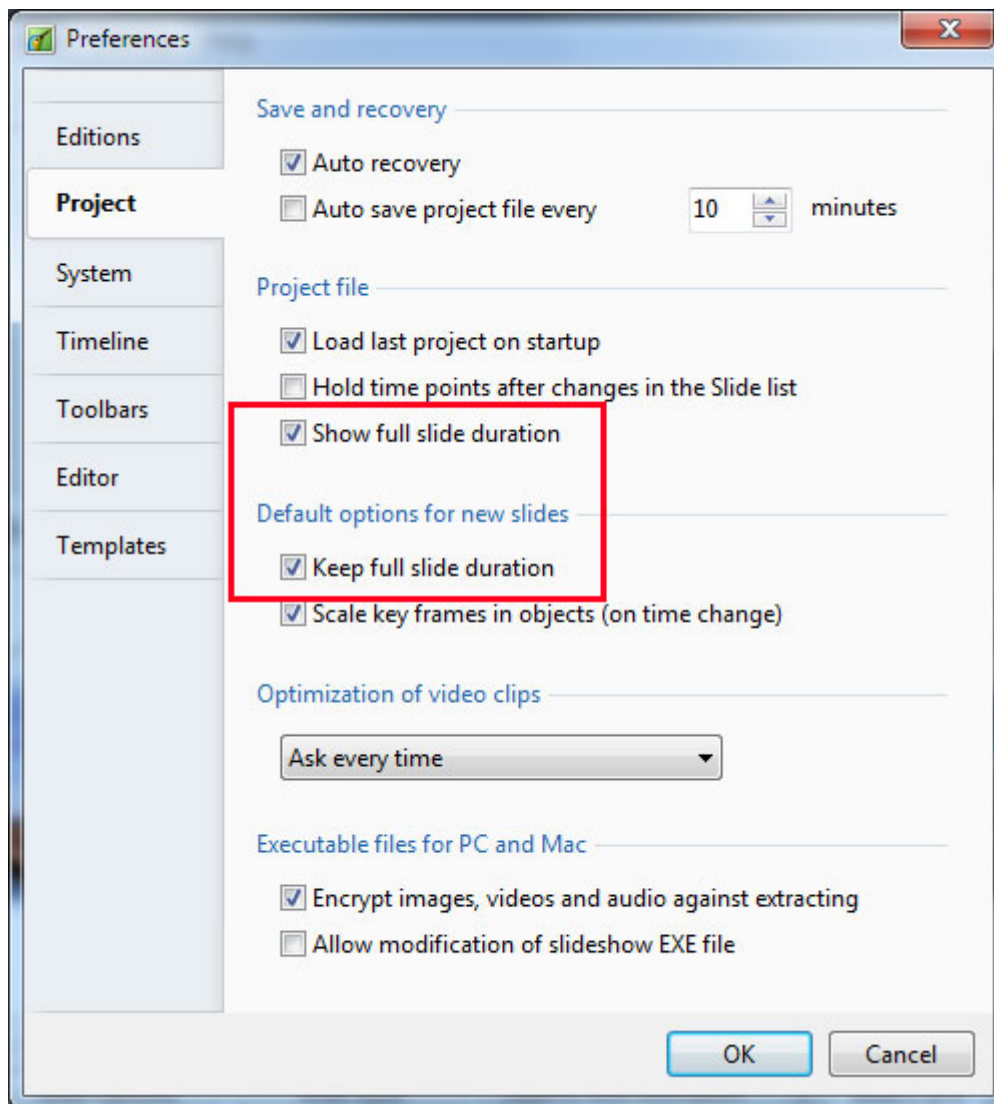 Preferences
Editions
Project
System
Timeline
Toolbars
Editor
Templates
Save and recovery
Auto recovery
Auto save project file every 10 minutes
Project file
Load last project on startup
Hold time points after changes in the Slide list
Show full slide duration
Default options for new slides
Keep full slide duration
Scale key frames in objects (on time change)
Optimization of video clips
Ask every time
Executable files for PC and Mac
Encrypt images, videos and audio against extracting
Allow modification of slideshow EXE file
OK Cancel